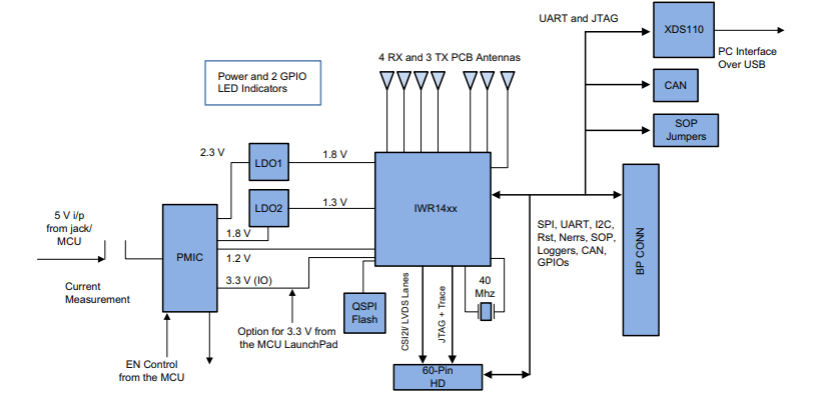 UART and JTAG
XDS110
PC Interface
Over USB
4 RX and 3 TX PCB Antennas
Power and 2 GPIO
LED Indicators
CAN
SOP
Jumpers
2.3 V
LDO1
1.8 V
LDO2
1.3 V
IWR14xx
5 V i/p
from jack/
MCU
PMIC
1.8 V
1.2 V
3.3 V (IO)
Current
Measurement
SPI, UART, I2C,
Rst, Nerrs, SOP,
Loggers, CAN,
GPIOs
BP CONN
QSPI
Flash
CSI2I/ LVDS Lanes
JTAG + Trace
40
Mhz
Option for 3.3 V from
the MCU LaunchPad
EN Control
from the MCU
60-Pin
HD